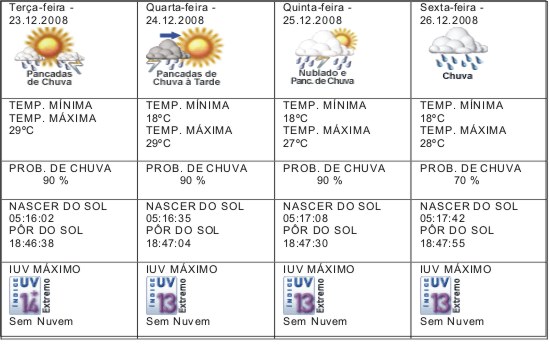 Terça-feira -
23.12.2008
Pancadas
de Chuva
Quarta-feira -
24.12.2008
Pancadas de
Chuva à Tarde
Quinta-feira -
25.12.2008
Nublado e
Panc. de Chuva
Sexta-feira -
26.12.2008
Chuva
TEMP. MÍNIMA
TEMP. MÁXIMA
29ºC
TEMP. MÍNIMA
18ºC
TEMP. MÁXIMA
29ºC
TEMP. MÍNIMA
18ºC
TEMP. MÁXIMA
27ºC
TEMP. MÍNIMA
18ºC
TEMP. MÁXIMA
28ºC
PROB. DE CHUVA
90 %
PROB. DE CHUVA
90 %
PROB. DE CHUVA
90 %
PROB. DE CHUVA
70 %
NASCER DO SOL
05:16:02
PÔR DO SOL
18:46:38
NASCER DO SOL
05:16:35
PÔR DO SOL
18:47:04
NASCER DO SOL
05:17:08
PÔR DO SOL
18:47:30
NASCER DO SOL
05:17:42
PÔR DO SOL
18:47:55
IUV MÁXIMO
ÍNDICE
UV
14
Extremo
Sem Nuvem
IUV MÁXIMO
ÍNDICE
UV
13
Extremo
Sem Nuvem
IUV MÁXIMO
ÍNDICE
UV
13
Extremo
Sem Nuvem
IUV MÁXIMO
ÍNDICE
UV
13
Extremo
Sem Nuvem